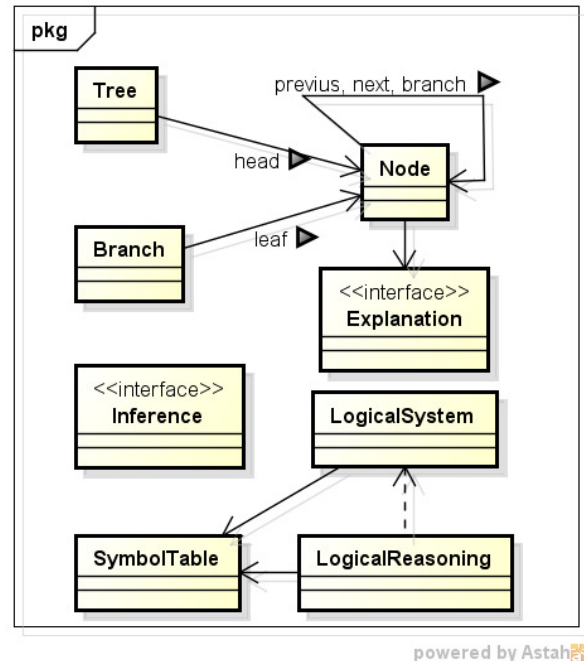 pkg
Tree
previus, next, branch
head
Node
Branch
leaf
<<interface>>
Explanation
<<interface>>
Inference
LogicalSystem
SymbolTable
LogicalReasoning
powered by Astah